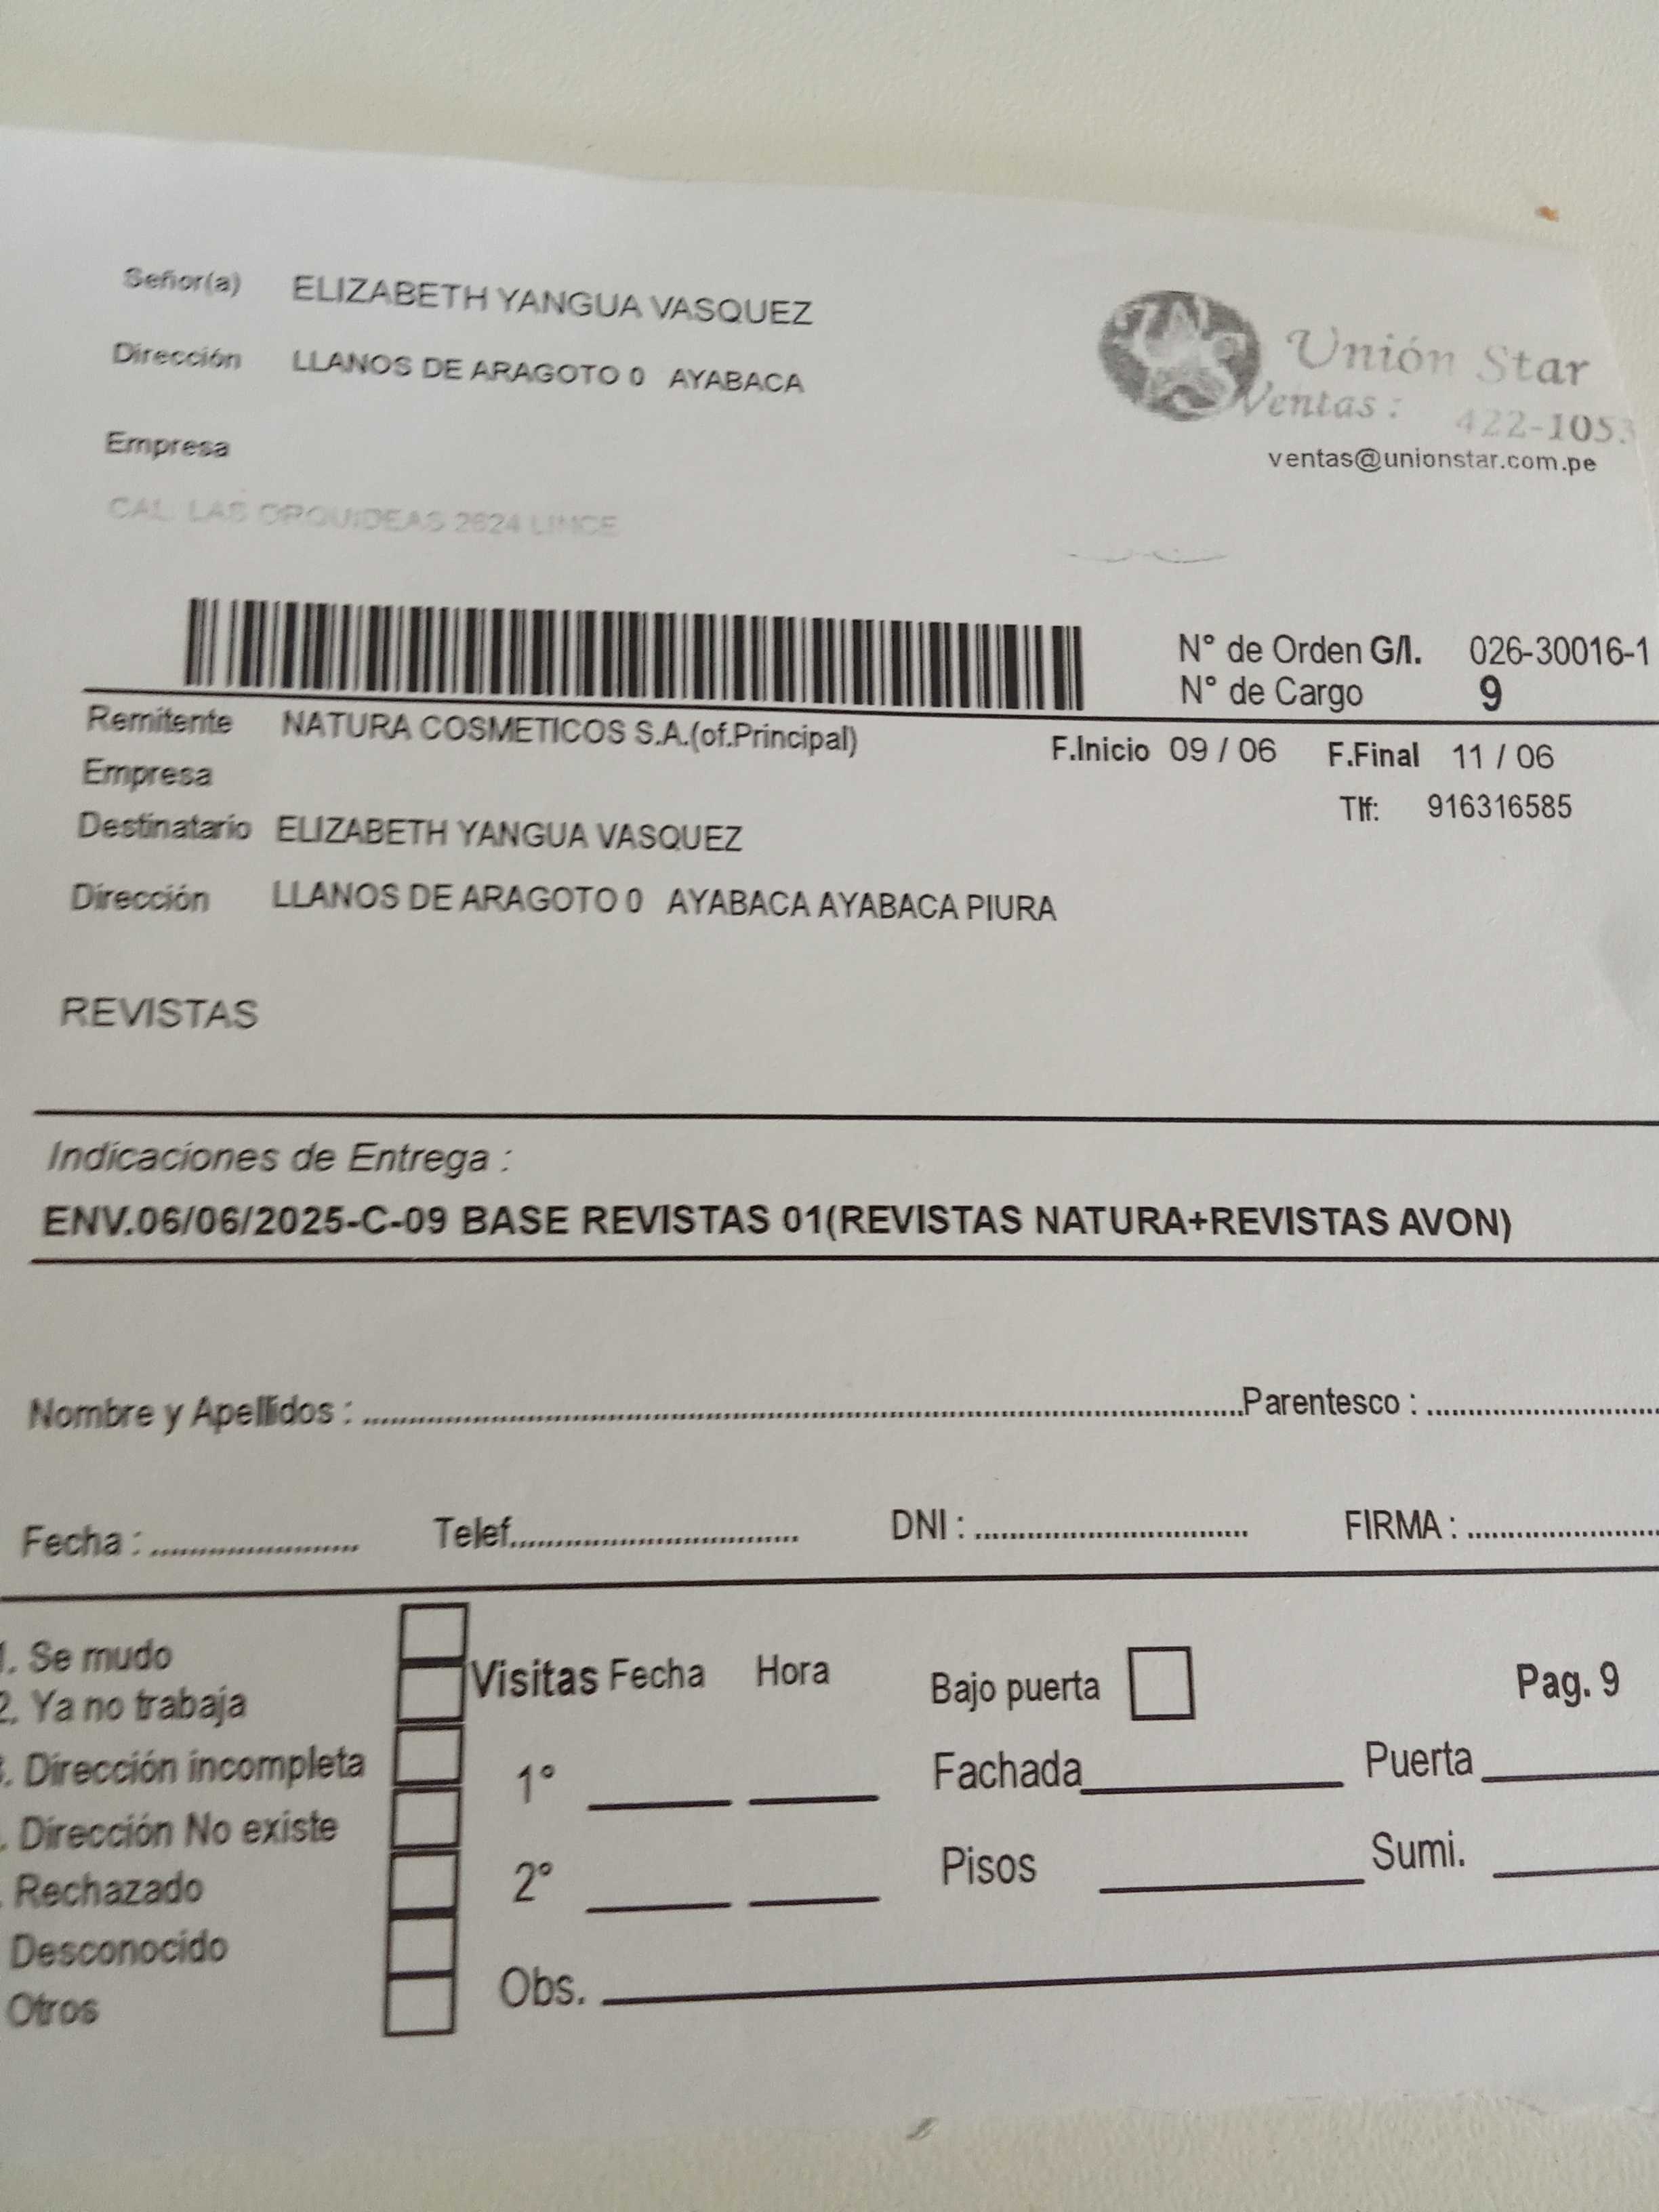 Señor(a) ELIZABETH YANGUA VASQUEZ
Dirección LLANOS DE ARAGOTO 0 AYABACA
Unión Star
Ventas : 422-1053
ventas@unionstar.com.pe
Empresa
CAL. LAS ORQUIDEAS 2624 LINCE
N° de Orden G/I. 026-30016-1
N° de Cargo 9
Remitente NATURA COSMETICOS S.A.(of.Principal)
F.Inicio 09 / 06 F.Final 11 / 06
Empresa
Tlf: 916316585
Destinatario ELIZABETH YANGUA VASQUEZ
Dirección LLANOS DE ARAGOTO 0 AYABACA AYABACA PIURA
REVISTAS
Indicaciones de Entrega :
ENV.06/06/2025-C-09 BASE REVISTAS 01(REVISTAS NATURA+REVISTAS AVON)
Nombre y Apellidos : Parentesco :
Fecha : Telef. DNI : FIRMA :
1. Se mudo
2. Ya no trabaja
. Dirección incompleta
. Dirección No existe
Rechazado
Desconocido
Otros
Visitas Fecha Hora
1°
2°
Obs.
Bajo puerta
Pag. 9
Fachada Puerta
Pisos Sumi.